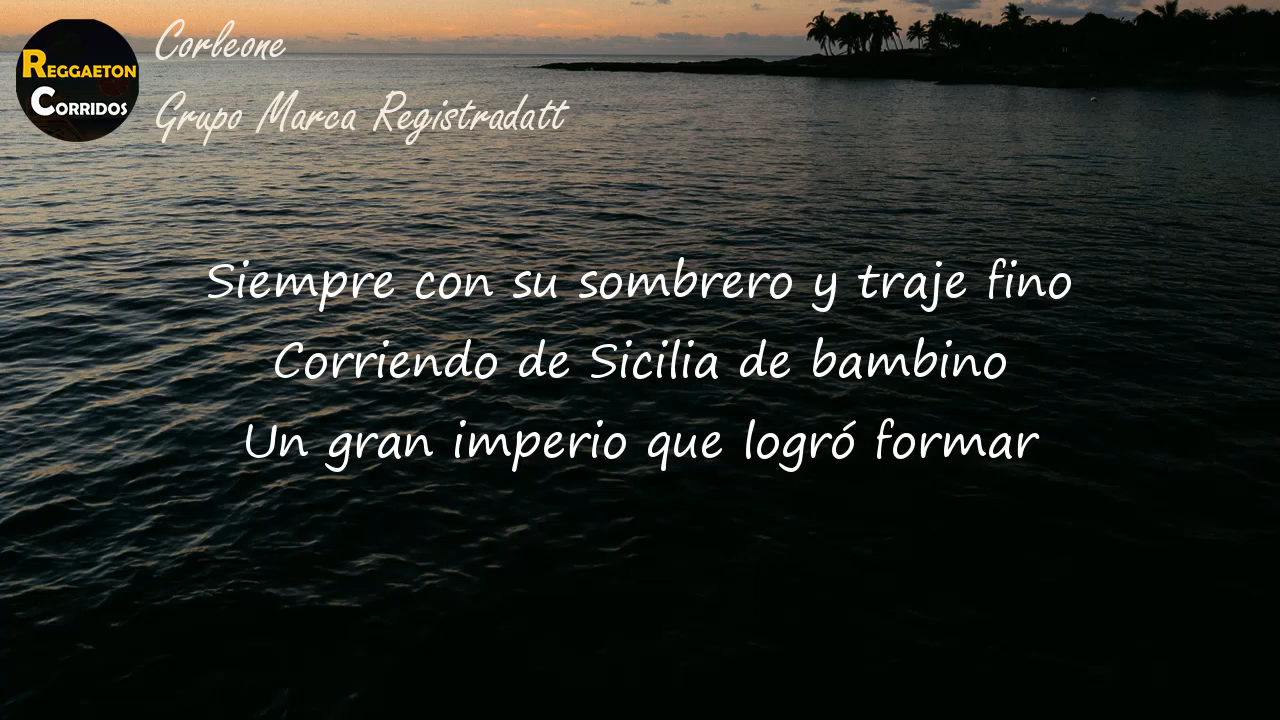 REGGAETON
CORRIDOS
Corleone
Grupo Marca Registradatt
Siempre con su sombrero y traje fino
Corriendo de Sicilia de bambino
Un gran imperio que logró formar